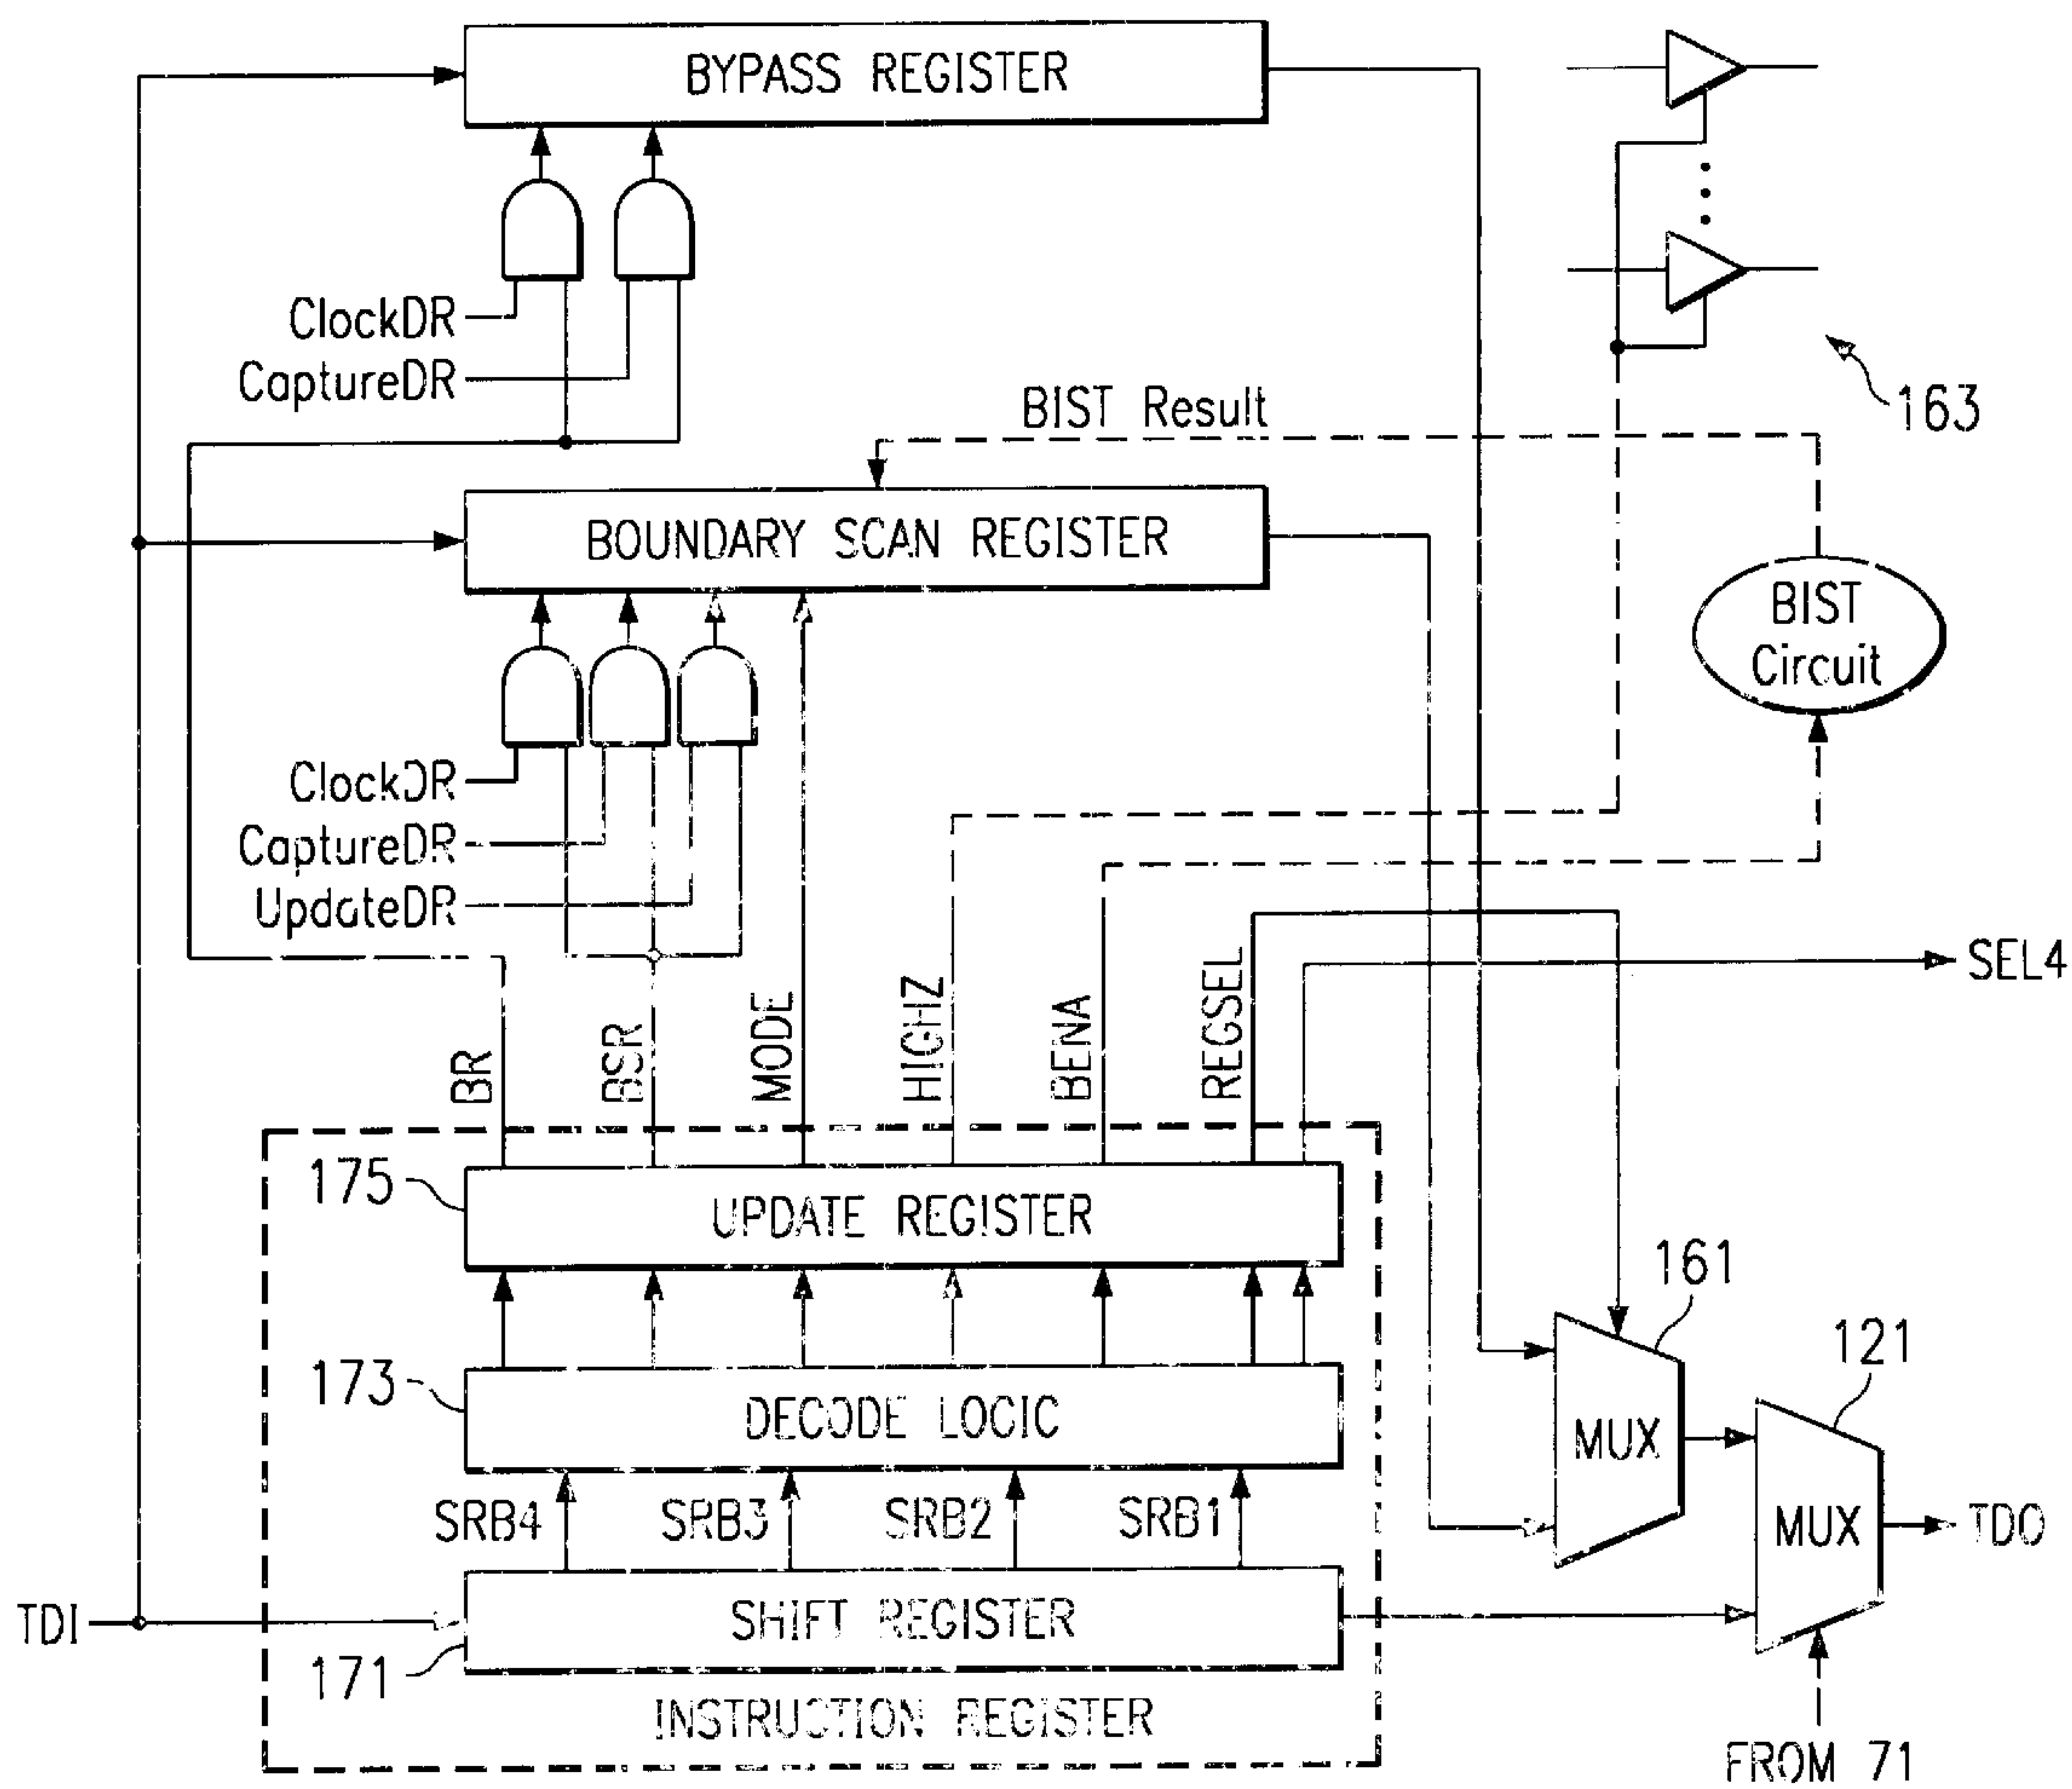 BYPASS REGISTER
ClockDR
CaptureDR
163
BIST Result
BOUNDARY SCAN REGISTER
BIST
Circuit
ClockDR
CaptureDR
UpdateDR
SEL4
BR
BSR
MODE
HIGHZ
BENA
REGSEL
175
UPDATE REGISTER
161
121
173
DECODE LOGIC
MUX
SRB4
SRB3
SRB2
SRB1
MUX
TDO
TDI
SHIFT REGISTER
171
INSTRUCTION REGISTER
FROM 71